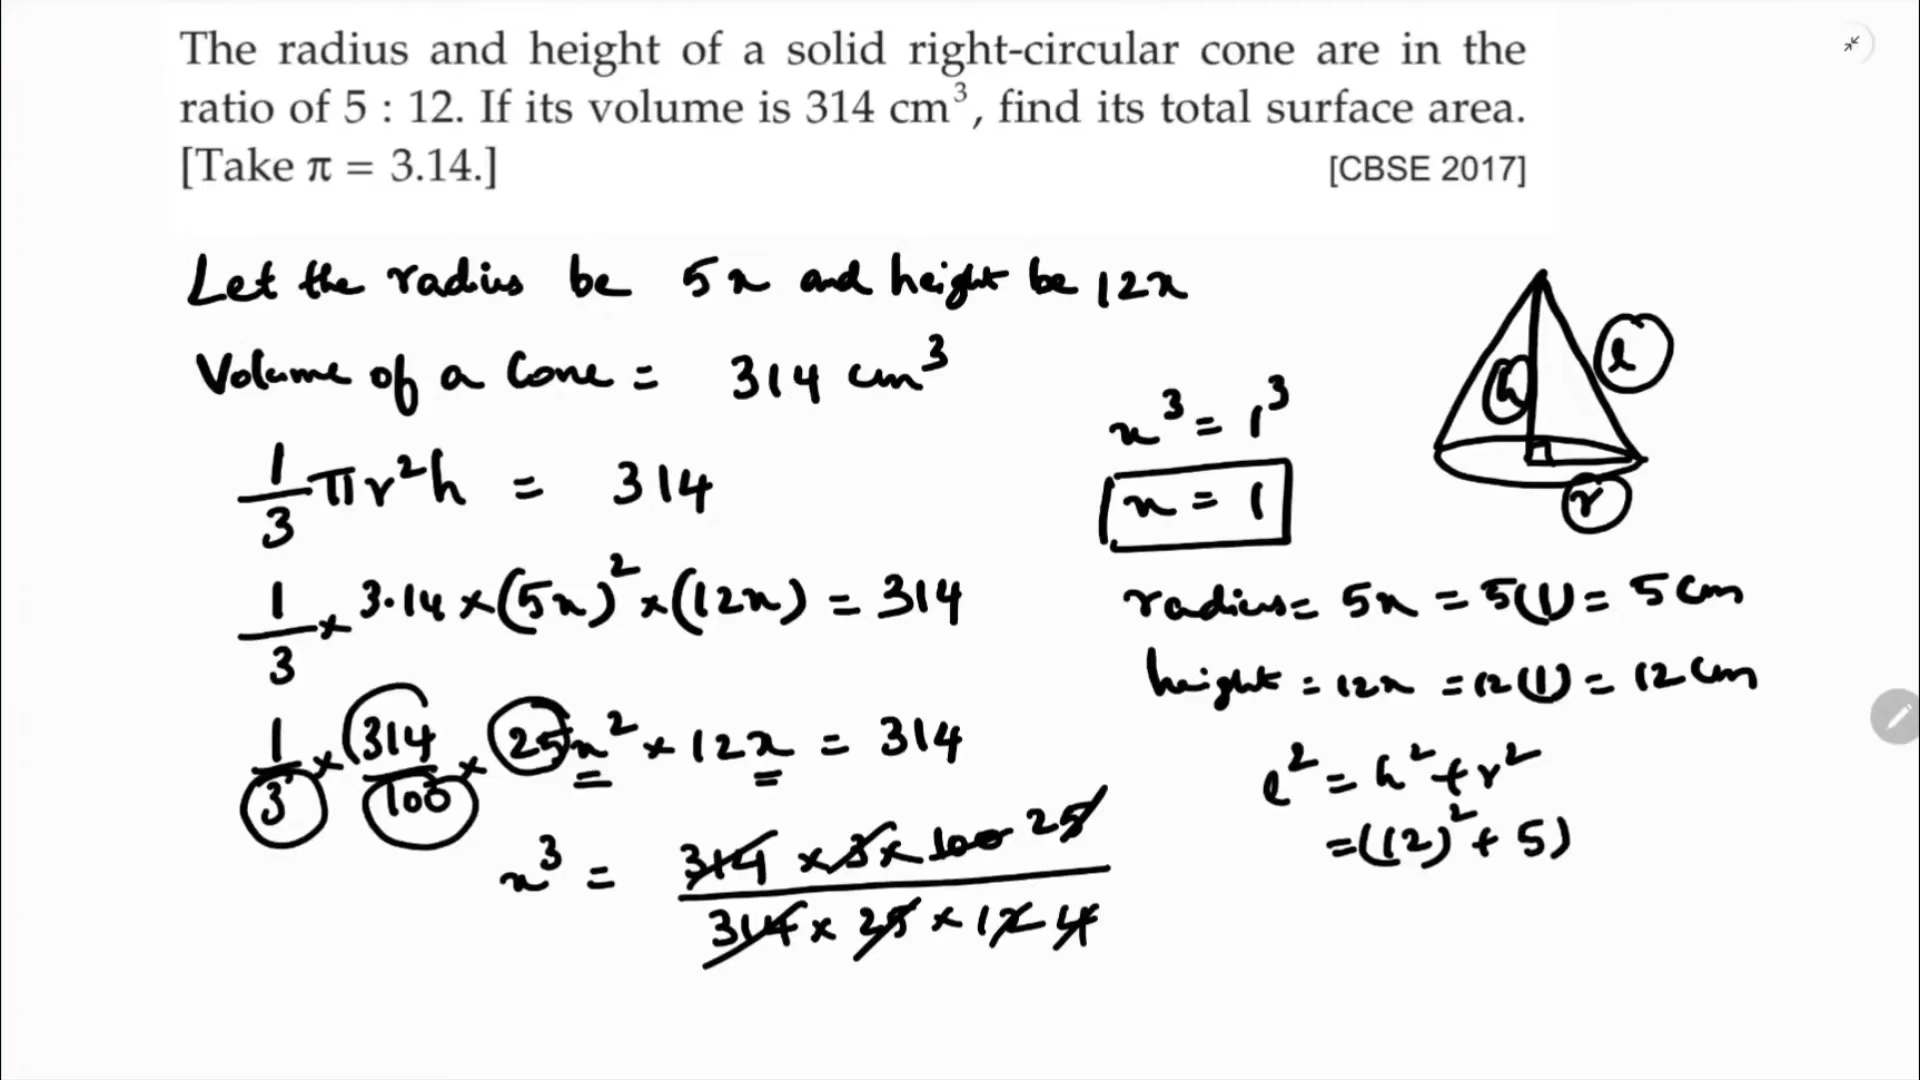 The radius and height of a solid right-circular cone are in the
ratio of 5 : 12. If its volume is 314 cm³, find its total surface area.
[Take π = 3.14.] [CBSE 2017]
Let the radius be 5x and height be 12x
Volume of a Cone = 314 cm³
1/3 πr²h = 314
1/3 × 3.14 × (5x)² × (12x) = 314
1/3 × 314/100 × 25x² × 12x = 314
x³ = 314 × 3 × 100 25 / 314 × 25 × 12 4
x³ = 1³
x = 1
h
l
r
radius = 5x = 5(1) = 5 cm
height = 12x = 12(1) = 12 cm
l² = h² + r²
= (12)² + 5)